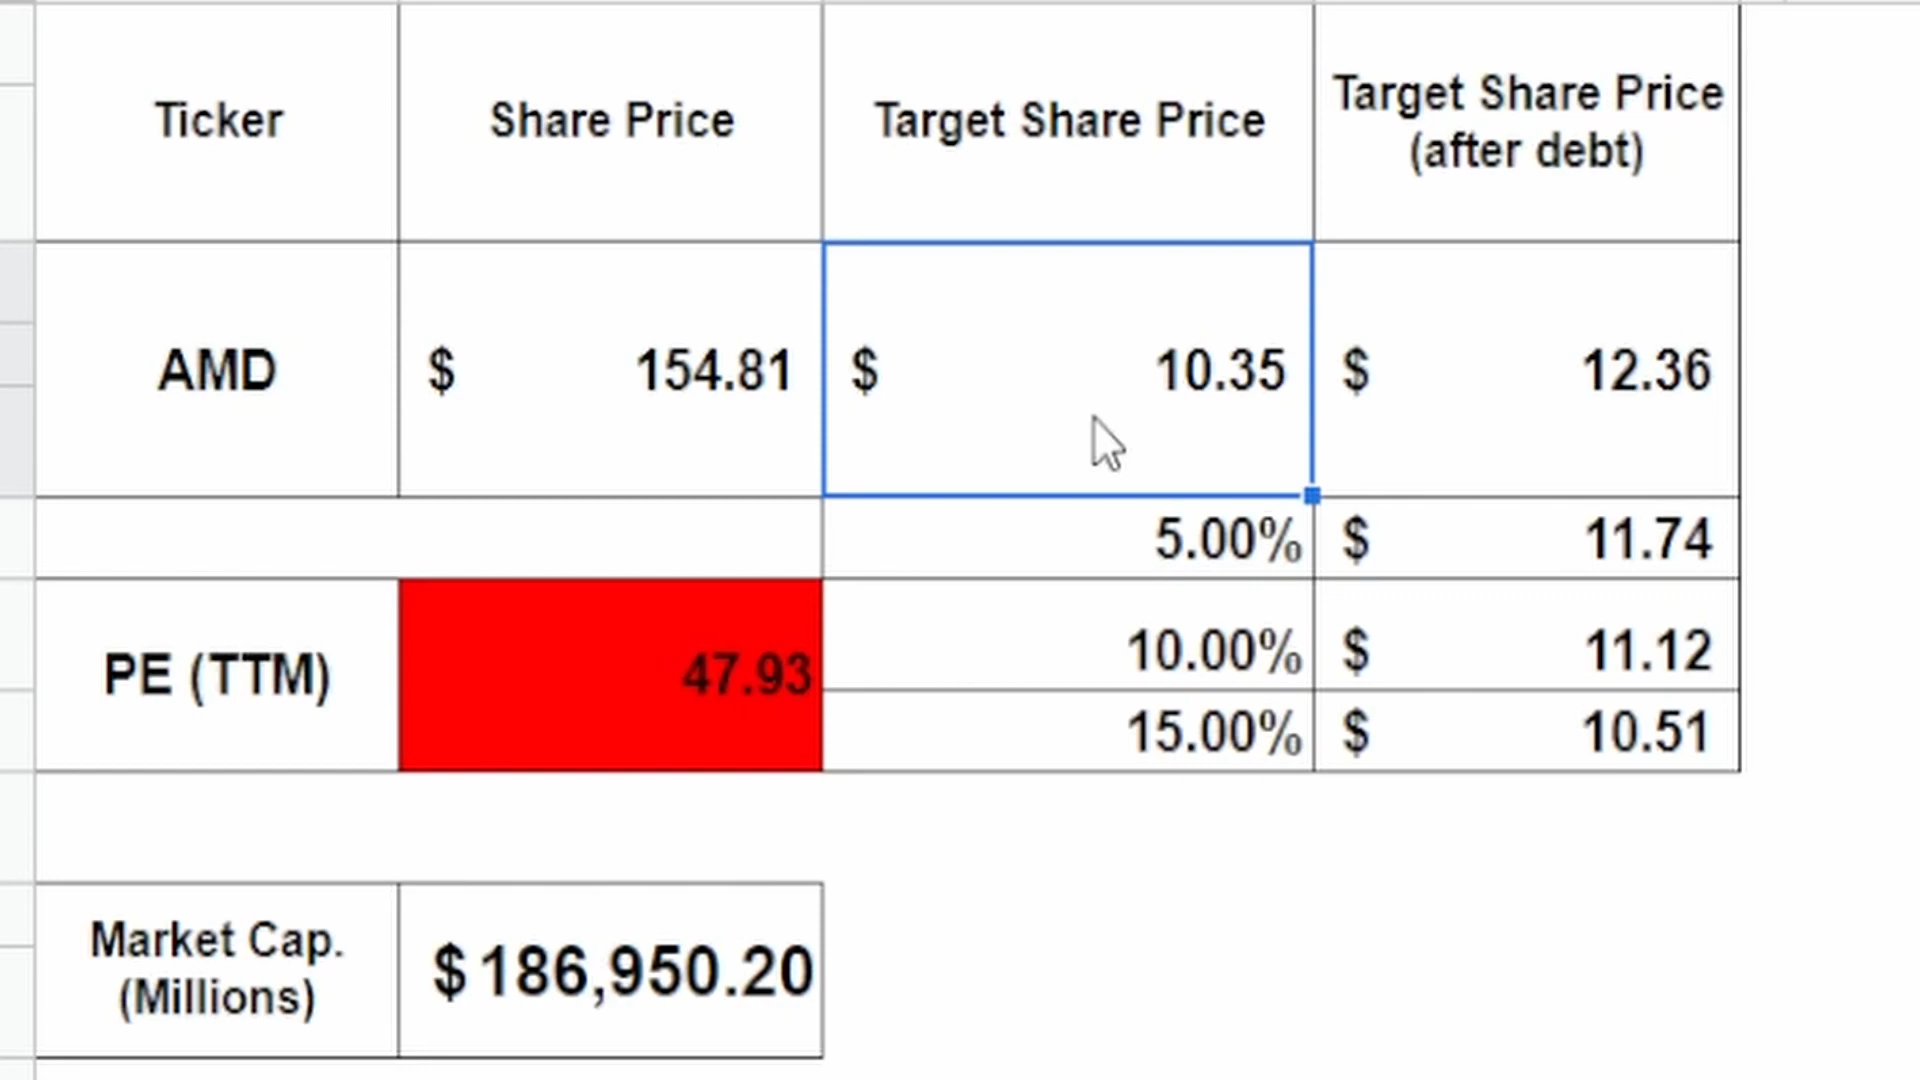 Ticker Share Price Target Share Price Target Share Price
(after debt)
AMD $ 154.81 $ 10.35 $ 12.36
5.00% $ 11.74
PE (TTM) 47.93 10.00% $ 11.12
15.00% $ 10.51
Market Cap.
(Millions) $186,950.20